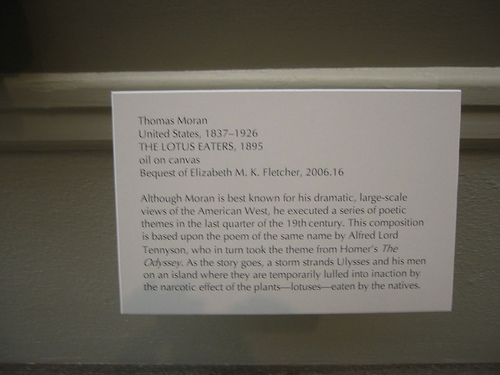 Thomas Moran
United States, 1837–1926
THE LOTUS EATERS, 1895
oil on canvas
Bequest of Elizabeth M. K. Fletcher, 2006.16
Although Moran is best known for his dramatic, large-scale
views of the American West, he executed a series of poetic
themes in the last quarter of the 19th century. This composition
is based upon the poem of the same name by Alfred Lord
Tennyson, who in turn took the theme from Homer's The
Odyssey. As the story goes, a storm strands Ulysses and his men
on an island where they are temporarily lulled into inaction by
the narcotic effect of the plants—lotuses—eaten by the natives.